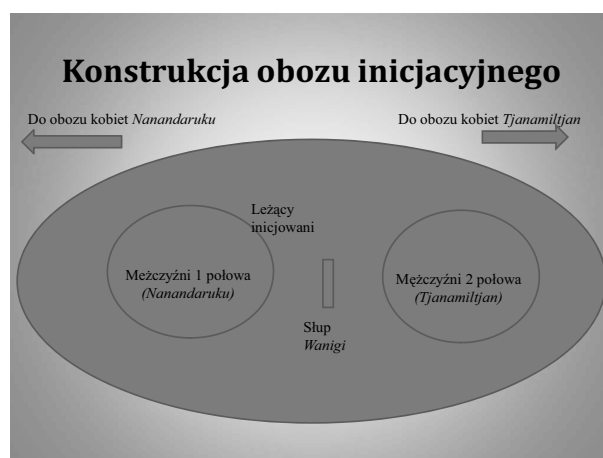 Konstrukcja obozu inicjacyjnego
Do obozu kobiet Nanandaruku
Do obozu kobiet Tjanamiltjan
Leżący
inicjowani
Meżczyźni 1 połowa
(Nanandaruku)
Mężczyźni 2 połowa
(Tjanamiltjan)
Słup
Wanigi